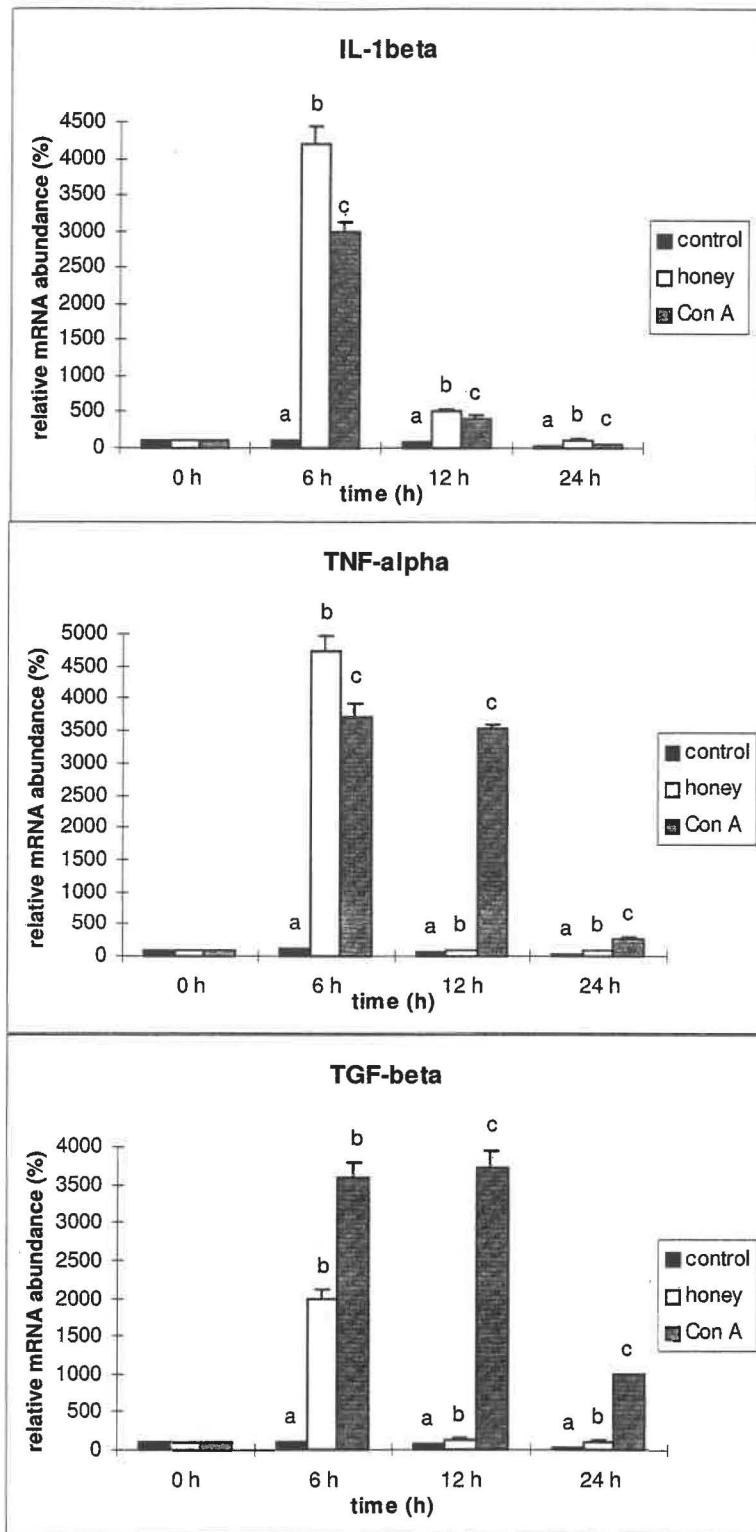 IL-1beta
relative mRNA abundance (%)
4500
4000
3500
3000
2500
2000
1500
1000
500
0
b
c
a b c
a b c
0 h 6 h 12 h 24 h
time (h)
control
honey
Con A
TNF-alpha
relative mRNA abundance (%)
5000
4500
4000
3500
3000
2500
2000
1500
1000
500
0
b
c c
a a b a b c
0 h 6 h 12 h 24 h
time (h)
control
honey
Con A
TGF-beta
relative mRNA abundance (%)
4000
3500
3000
2500
2000
1500
1000
500
0
b c
b
c
a a b a b
0 h 6 h 12 h 24 h
time (h)
control
honey
Con A